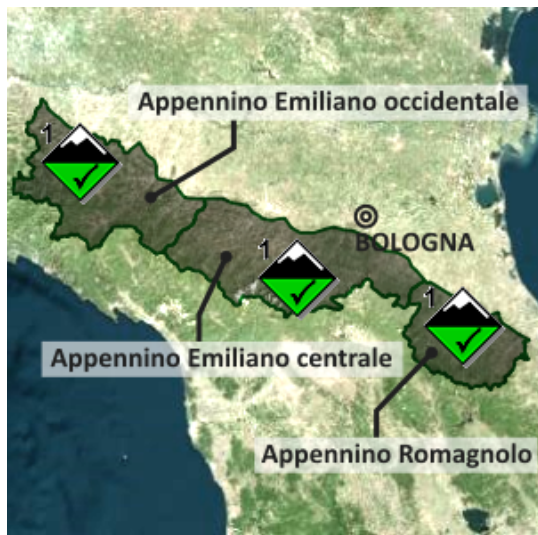 Appennino Emiliano occidentale
1
1
BOLOGNA
1
Appennino Emiliano centrale
Appennino Romagnolo